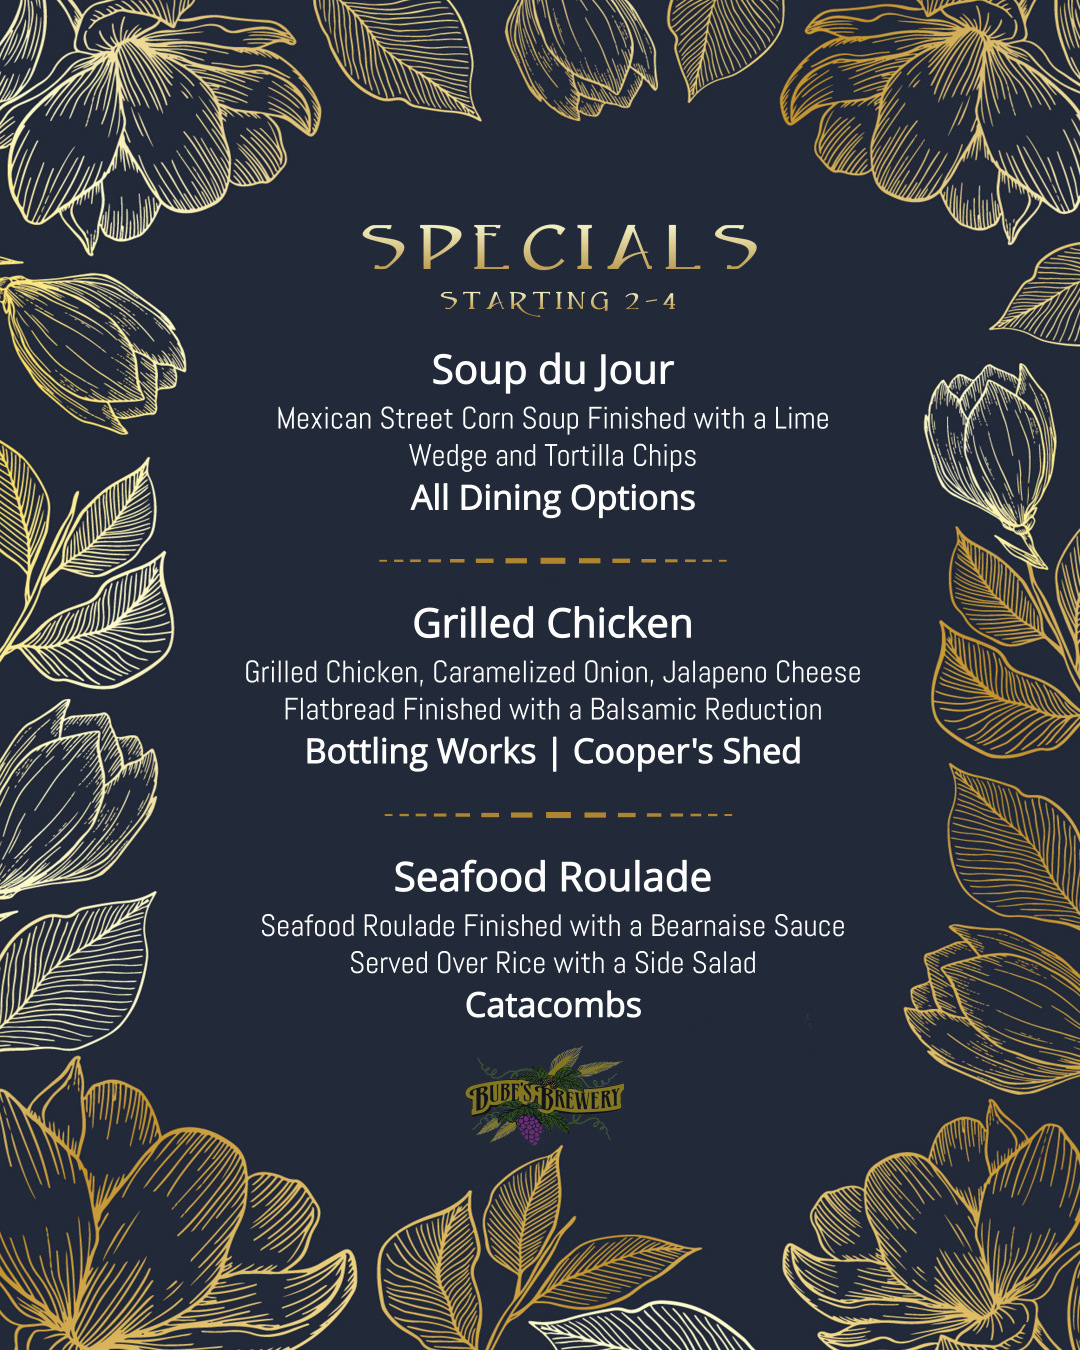 SPECIALS
STARTING 2-4
Soup du Jour
Mexican Street Corn Soup Finished with a Lime
Wedge and Tortilla Chips
All Dining Options
Grilled Chicken
Grilled Chicken, Caramelized Onion, Jalapeno Cheese
Flatbread Finished with a Balsamic Reduction
Bottling Works | Cooper's Shed
Seafood Roulade
Seafood Roulade Finished with a Bearnaise Sauce
Served Over Rice with a Side Salad
Catacombs
BUBE'S BREWERY